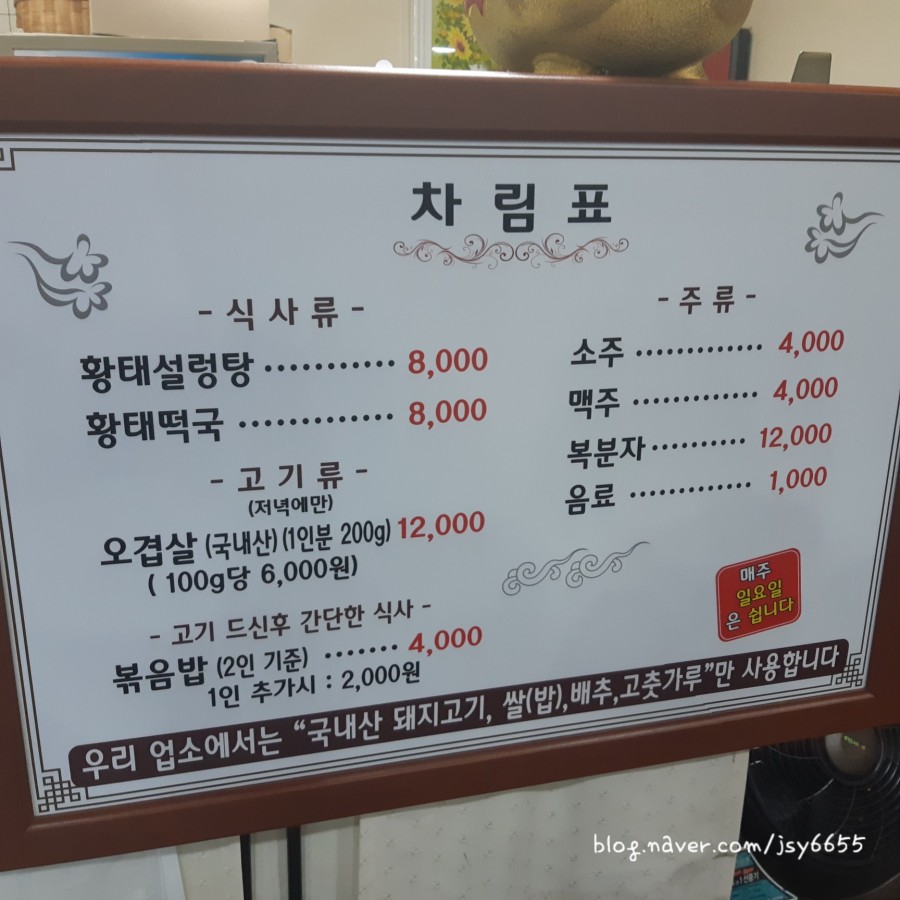 차림표
- 식사류 -
황태설렁탕 ············ 8,000
황태떡국 ·············· 8,000
- 고기류 -
(저녁에만)
오겹살 (국내산) (1인분 200g) 12,000
( 100g당 6,000원)
- 고기 드신후 간단한 식사 -
볶음밥 (2인 기준) ······· 4,000
1인 추가시 : 2,000원
- 주류 -
소주 ············· 4,000
맥주 ············· 4,000
복분자 ·········· 12,000
음료 ············· 1,000
매주
일요일
은 쉽니다
우리 업소에서는 “국내산 돼지고기, 쌀(밥),배추,고춧가루”만 사용합니다
blog.naver.com/jsy6655